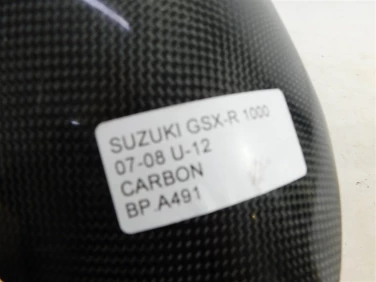 SUZUKI GSX-R 1000
07-08 U-12
CARBON
BP.A491